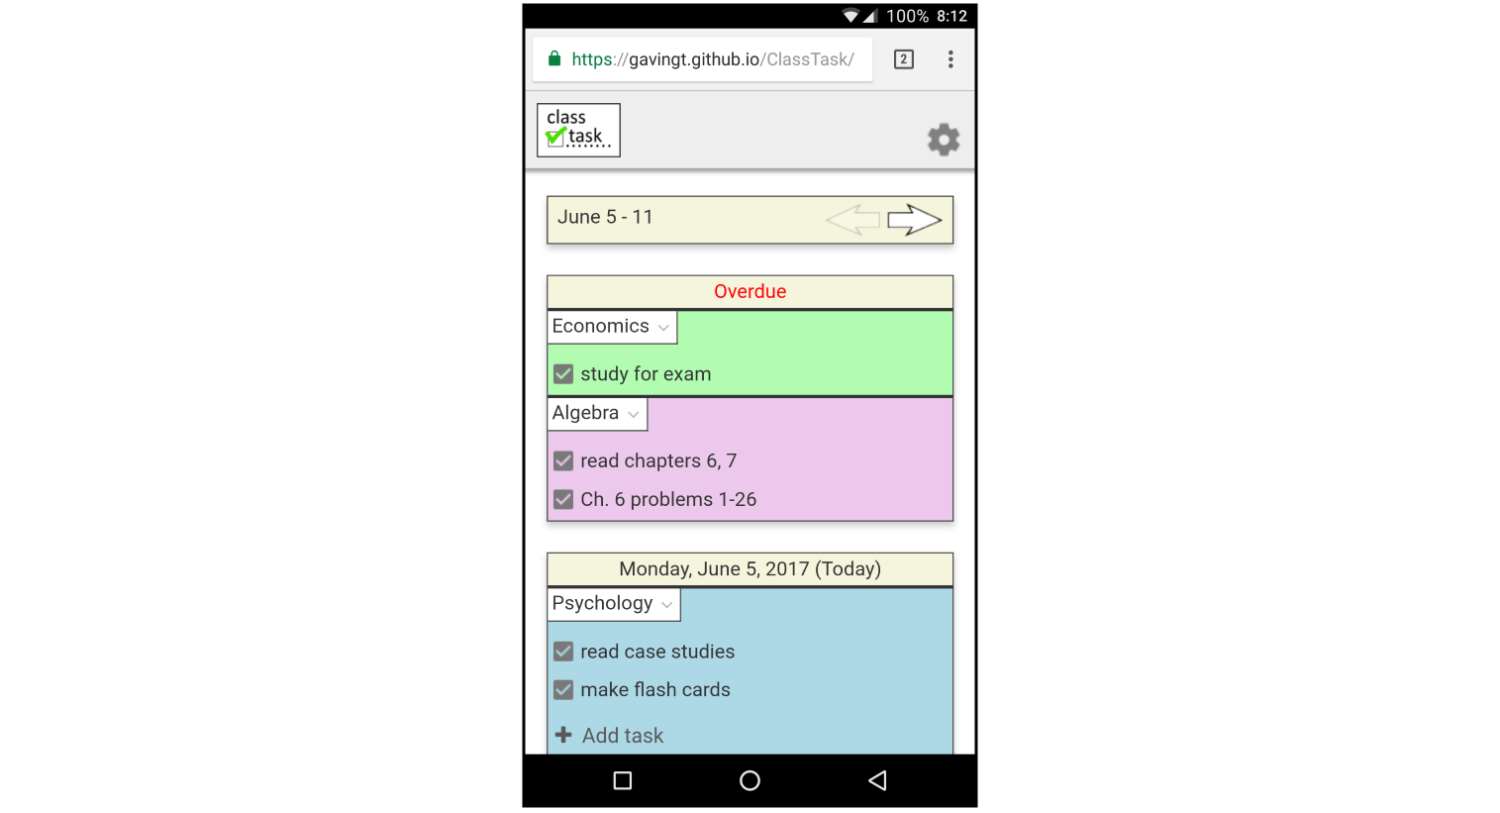 100% 8:12
https://gavingt.github.io/ClassTask/ 2
class
task
June 5 - 11
Overdue
Economics
study for exam
Algebra
read chapters 6, 7
Ch. 6 problems 1-26
Monday, June 5, 2017 (Today)
Psychology
read case studies
make flash cards
+ Add task